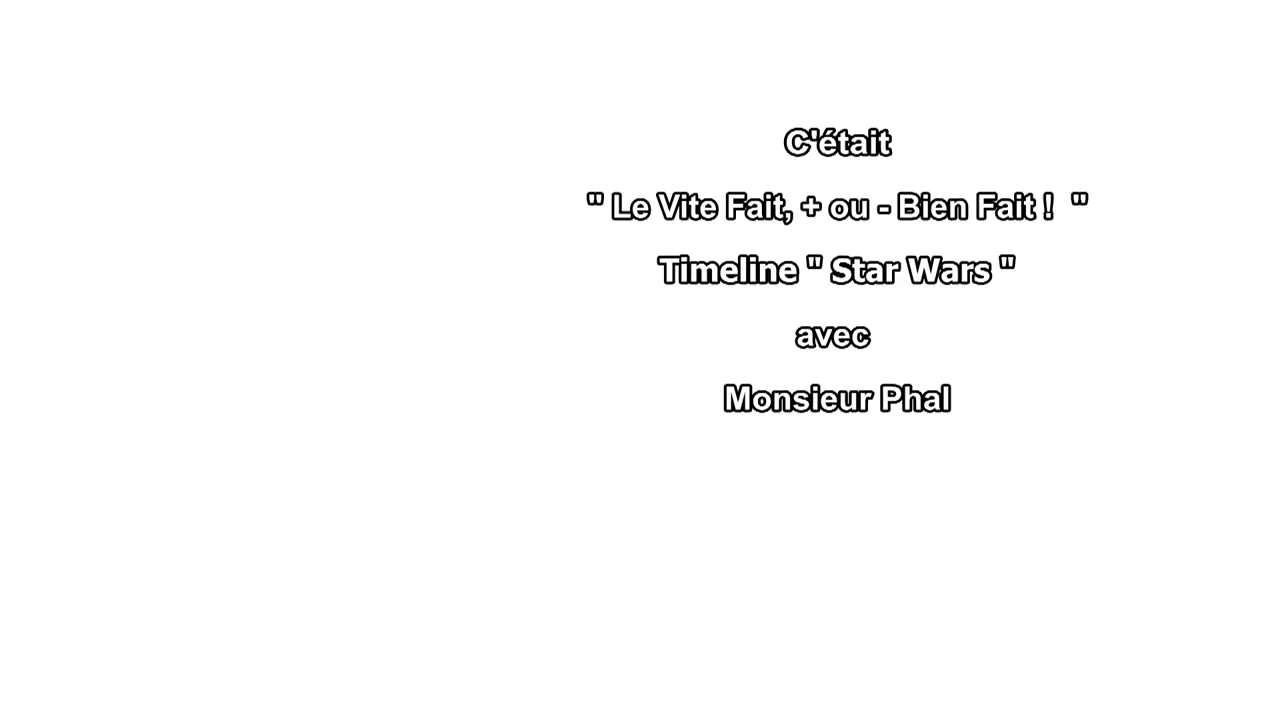 C'était
" Le Vite Fait, + ou - Bien Fait !  "
Timeline " Star Wars "
avec
Monsieur Phal